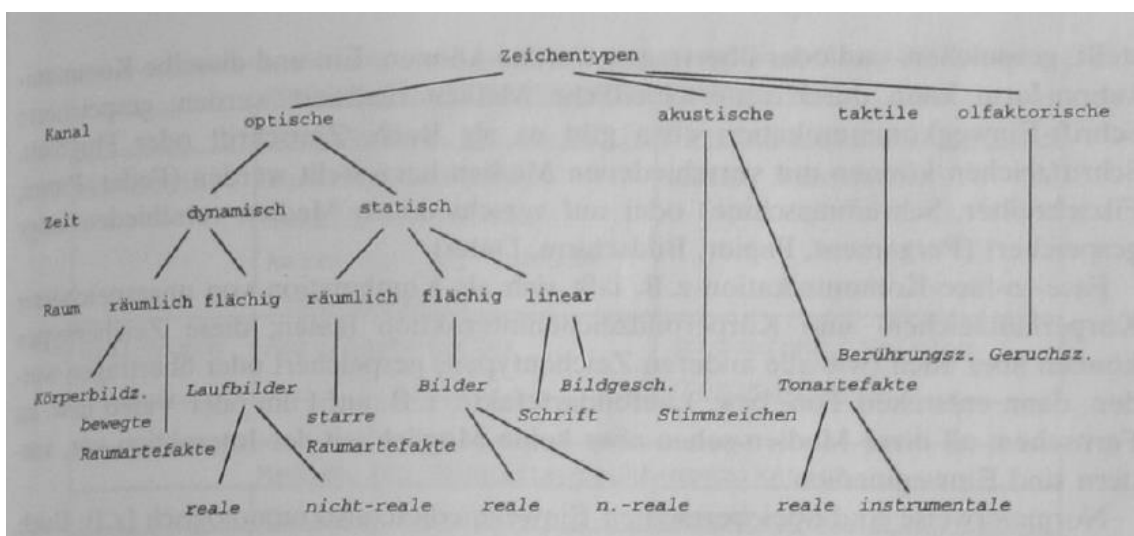 Zeichentypen
Kanal optische akustische taktile olfaktorische
Zeit dynamisch statisch
Raum räumlich flächig räumlich flächig linear
Berührungsz. Geruchsz.
Körperbildz. Laufbilder Bilder Bildgesch. Tonartefakte
bewegte starre Schrift Stimmzeichen
Raumartefakte Raumartefakte
reale nicht-reale reale n.-reale reale instrumentale